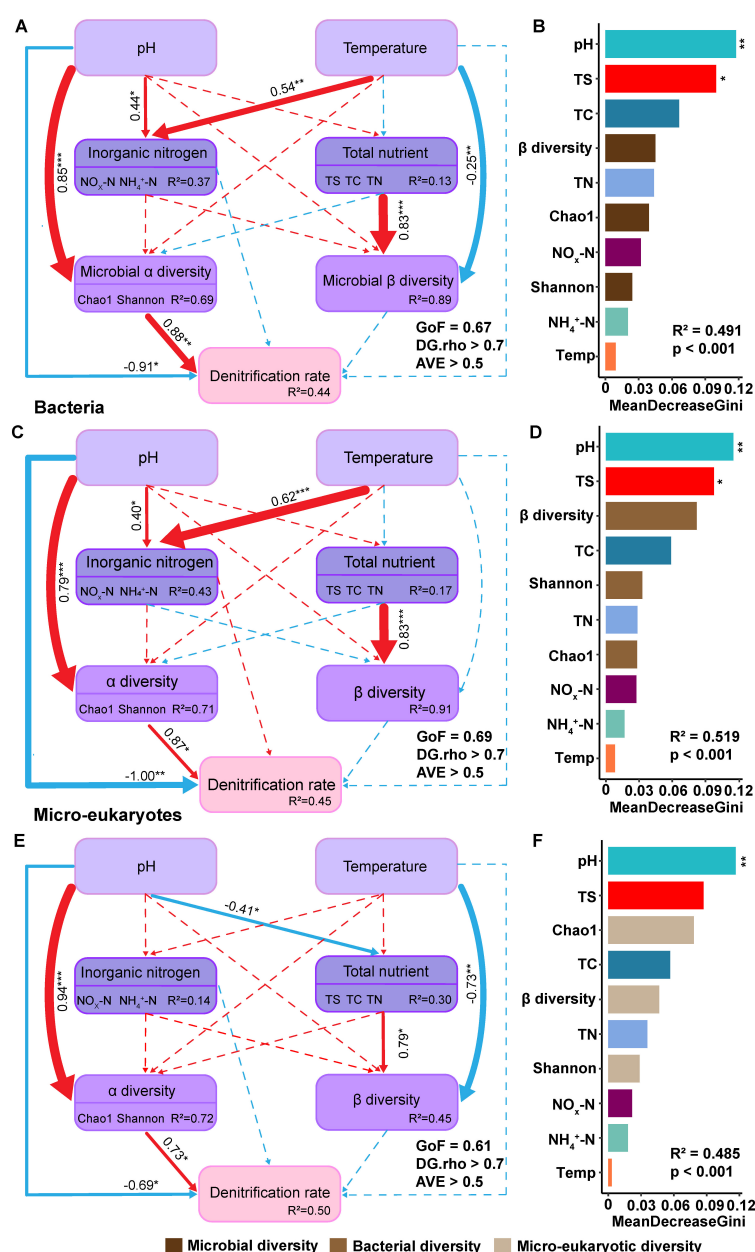 A
pH
Temperature
0.44*
0.54**
0.85***
-0.25**
Inorganic nitrogen
NOₓ-N NH₄⁺-N R²=0.37
Total nutrient
TS TC TN R²=0.13
0.83***
Microbial α diversity
Chao1 Shannon R²=0.69
Microbial β diversity
R²=0.89
0.88**
-0.91*
Denitrification rate
R²=0.44
GoF = 0.67
DG.rho > 0.7
AVE > 0.5
Bacteria
B
pH
**
TS
*
TC
β diversity
TN
Chao1
NOₓ-N
Shannon
NH₄⁺-N
Temp
R² = 0.491
p < 0.001
0 0.03 0.06 0.09 0.12
MeanDecreaseGini
C
pH
Temperature
0.40*
0.62***
0.79***
Inorganic nitrogen
NOₓ-N NH₄⁺-N R²=0.43
Total nutrient
TS TC TN R²=0.17
0.83***
α diversity
Chao1 Shannon R²=0.71
β diversity
R²=0.91
0.87*
-1.00**
Denitrification rate
R²=0.45
GoF = 0.69
DG.rho > 0.7
AVE > 0.5
Micro-eukaryotes
D
pH
**
TS
*
β diversity
TC
Shannon
TN
Chao1
NOₓ-N
NH₄⁺-N
Temp
R² = 0.519
p < 0.001
0 0.03 0.06 0.09 0.12
MeanDecreaseGini
E
pH
Temperature
-0.41*
0.94***
-0.73**
Inorganic nitrogen
NOₓ-N NH₄⁺-N R²=0.14
Total nutrient
TS TC TN R²=0.30
0.79*
α diversity
Chao1 Shannon R²=0.72
β diversity
R²=0.45
0.73*
-0.69*
Denitrification rate
R²=0.50
GoF = 0.61
DG.rho > 0.7
AVE > 0.5
F
pH
**
TS
Chao1
TC
β diversity
TN
Shannon
NOₓ-N
NH₄⁺-N
Temp
R² = 0.485
p < 0.001
0 0.03 0.06 0.09 0.12
MeanDecreaseGini
Microbial diversity Bacterial diversity Micro-eukaryotic diversity